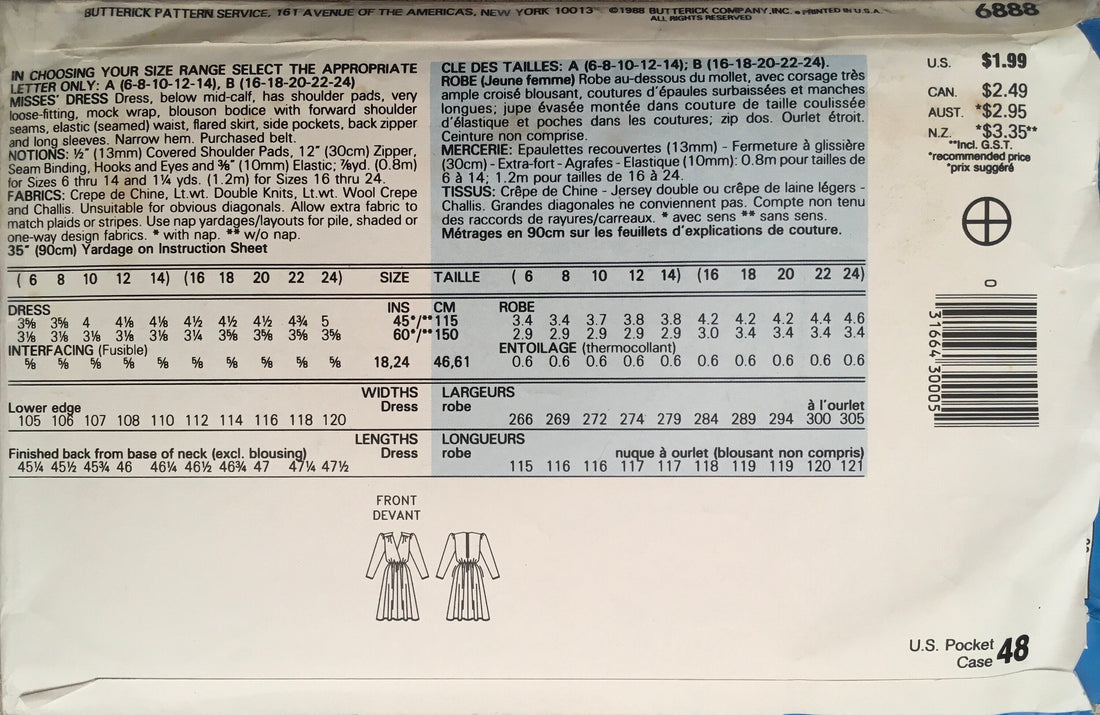 BUTTERICK PATTERN SERVICE, 161 AVENUE OF THE AMERICAS, NEW YORK 10013 ©1988 BUTTERICK COMPANY, INC. • PRINTED IN U.S.A.
ALL RIGHTS RESERVED
6888
IN CHOOSING YOUR SIZE RANGE SELECT THE APPROPRIATE
LETTER ONLY: A (6-8-10-12-14), B (16-18-20-22-24)
MISSES' DRESS Dress, below mid-calf, has shoulder pads, very
loose-fitting, mock wrap, blouson bodice with forward shoulder
seams, elastic (seamed) waist, flared skirt, side pockets, back zipper
and long sleeves. Narrow hem. Purchased belt.
NOTIONS: ½" (13mm) Covered Shoulder Pads, 12" (30cm) Zipper,
Seam Binding, Hooks and Eyes and ⅜" (10mm) Elastic; ⅞yd. (0.8m)
for Sizes 6 thru 14 and 1¼ yds. (1.2m) for Sizes 16 thru 24.
FABRICS: Crepe de Chine, Lt.wt. Double Knits, Lt.wt. Wool Crepe
and Challis. Unsuitable for obvious diagonals. Allow extra fabric to
match plaids or stripes. Use nap yardages/layouts for pile, shaded or
one-way design fabrics. * with nap. ** w/o nap.
35" (90cm) Yardage on Instruction Sheet
CLE DES TAILLES: A (6-8-10-12-14); B (16-18-20-22-24).
ROBE (Jeune femme) Robe au-dessous du mollet, avec corsage très
ample croisé blousant, coutures d'épaules surbaissées et manches
longues; jupe évasée montée dans couture de taille coulissée
d'élastique et poches dans les coutures; zip dos. Ourlet étroit.
Ceinture non comprise.
MERCERIE: Epaulettes recouvertes (13mm) - Fermeture à glissière
(30cm) - Extra-fort - Agrafes - Elastique (10mm): 0.8m pour tailles de
6 à 14; 1.2m pour tailles de 16 à 24.
TISSUS: Crêpe de Chine - Jersey double ou crêpe de laine légers -
Challis. Grandes diagonales ne conviennent pas. Compte non tenu
des raccords de rayures/carreaux. * avec sens ** sans sens.
Métrages en 90cm sur les feuillets d'explications de couture.
U.S. $1.99
CAN. $2.49
AUST. *$2.95
N.Z. *$3.35**
**Incl. G.S.T.
*recommended price
*prix suggéré
( 6 8 10 12 14) (16 18 20 22 24) SIZE TAILLE ( 6 8 10 12 14) (16 18 20 22 24)
DRESS INS CM ROBE
3⅝ 3⅝ 4 4⅛ 4⅛ 4½ 4½ 4½ 4¾ 5 45*/** 115 3.4 3.4 3.7 3.8 3.8 4.2 4.2 4.2 4.4 4.6
3⅛ 3⅛ 3⅛ 3⅛ 3⅛ 3¼ 3⅝ 3⅝ 3⅝ 3⅝ 60*/** 150 2.9 2.9 2.9 2.9 2.9 3.0 3.4 3.4 3.4 3.4
INTERFACING (Fusible) ENTOILAGE (thermocollant)
⅝ ⅝ ⅝ ⅝ ⅝ ⅝ ⅝ ⅝ ⅝ ⅝ 18,24 46,61 0.6 0.6 0.6 0.6 0.6 0.6 0.6 0.6 0.6 0.6
WIDTHS LARGEURS
Lower edge Dress robe à l'ourlet
105 106 107 108 110 112 114 116 118 120 266 269 272 274 279 284 289 294 300 305
LENGTHS LONGUEURS
Finished back from base of neck (excl. blousing) Dress robe nuque à ourlet (blousant non compris)
45¼ 45½ 45¾ 46 46¼ 46½ 46¾ 47 47¼ 47½ 115 116 116 117 117 118 119 119 120 121
0
31664 30005
FRONT
DEVANT
U.S. Pocket
Case 48